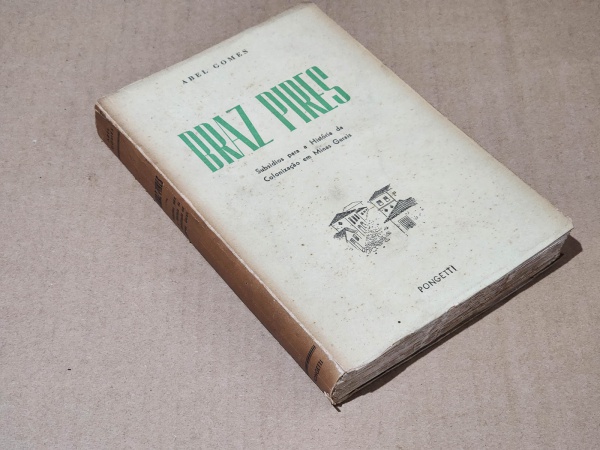 ABEL GOMES
BRAZ PIRES
Subsídios para a História da
Colonização em Minas Gerais
PONGETTI